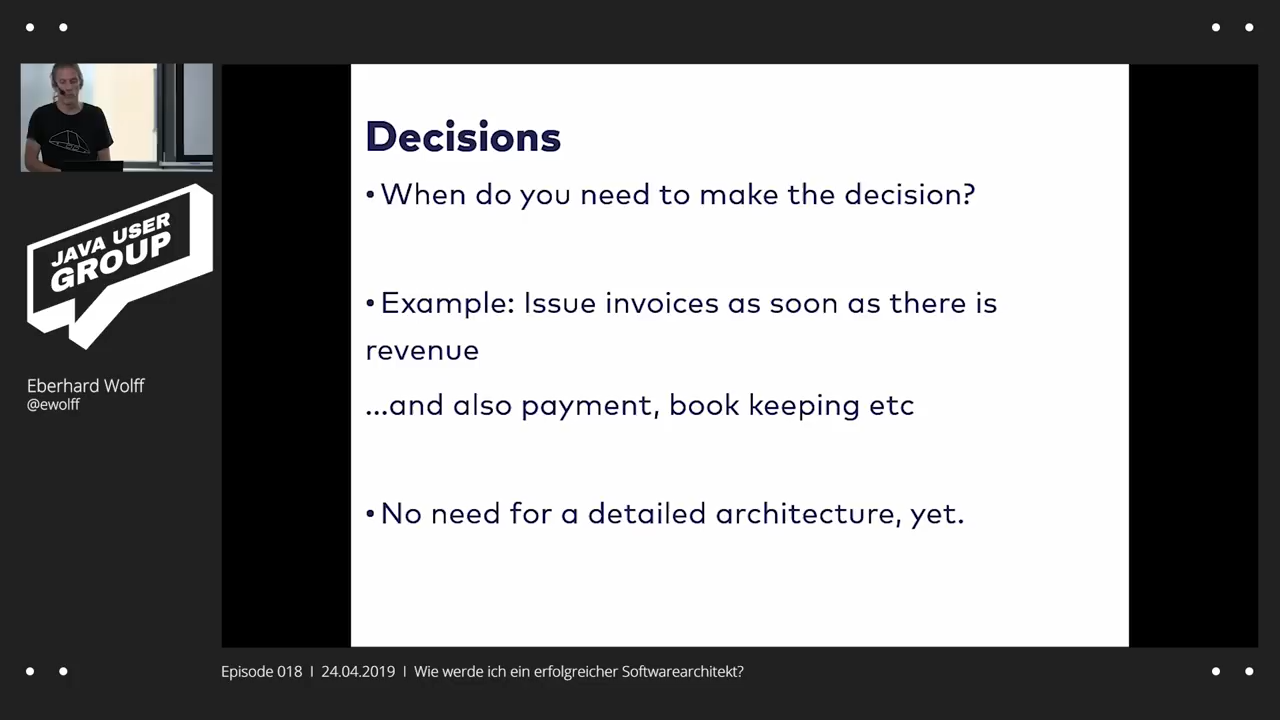 JAVA USER
GROUP
Eberhard Wolff
@ewolff
Decisions
• When do you need to make the decision?
• Example: Issue invoices as soon as there is
revenue
...and also payment, book keeping etc
• No need for a detailed architecture, yet.
Episode 018 | 24.04.2019 | Wie werde ich ein erfolgreicher Softwarearchitekt?